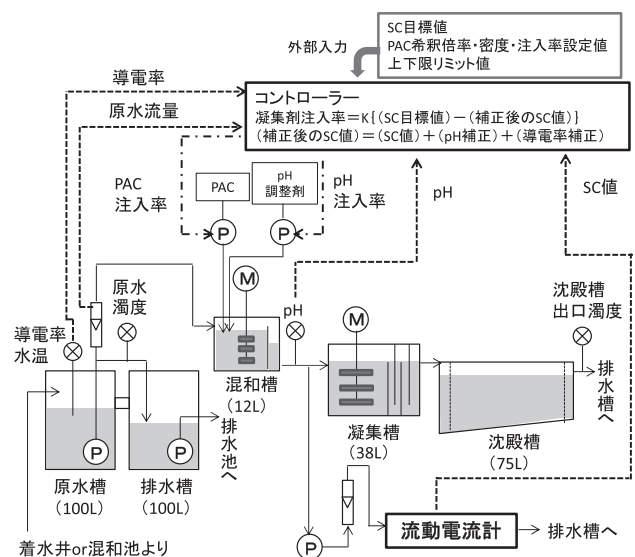 SC目標値
PAC希釈倍率・密度・注入率設定値
上下限リミット値
外部入力
導電率
原水流量
コントローラー
凝集剤注入率＝K{(SC目標値)－(補正後のSC値)}
(補正後のSC値)＝(SC値)＋(pH補正)＋(導電率補正)
PAC
注入率
PAC
pH
調整剤
pH
注入率
pH
SC値
P
P
原水
濁度
M
pH
M
沈殿槽
出口濁度
導電率
水温
混和槽
(12L)
排水槽へ
凝集槽
(38L)
沈殿槽
(75L)
P
P
排水池へ
原水槽
(100L)
排水槽
(100L)
着水井or混和池より
P
流動電流計
排水槽へ